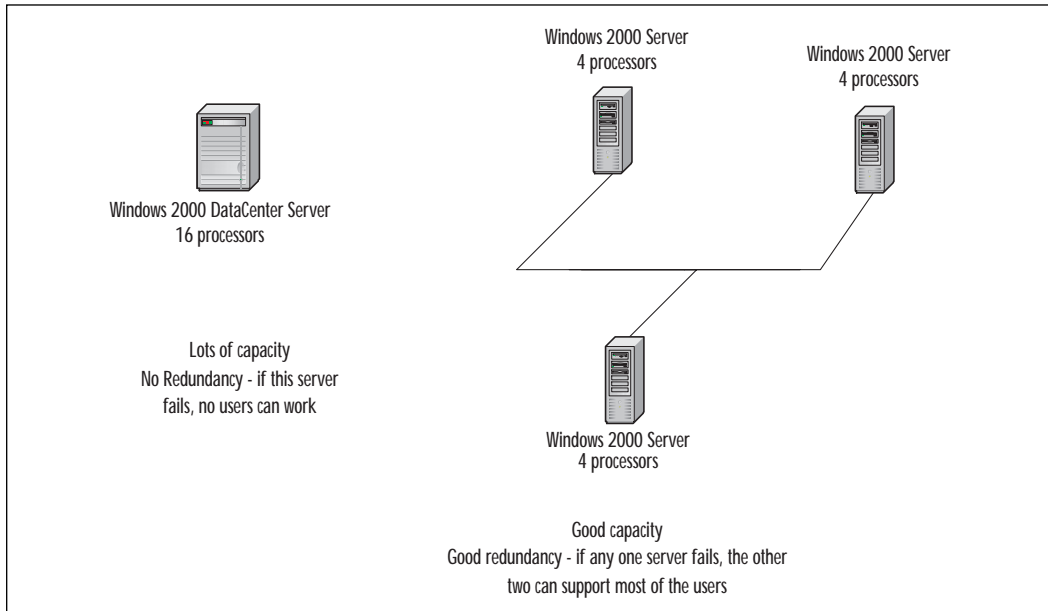 Windows 2000 Server
4 processors
Windows 2000 Server
4 processors
Windows 2000 DataCenter Server
16 processors
Lots of capacity
No Redundancy - if this server
fails, no users can work
Windows 2000 Server
4 processors
Good capacity
Good redundancy - if any one server fails, the other
two can support most of the users